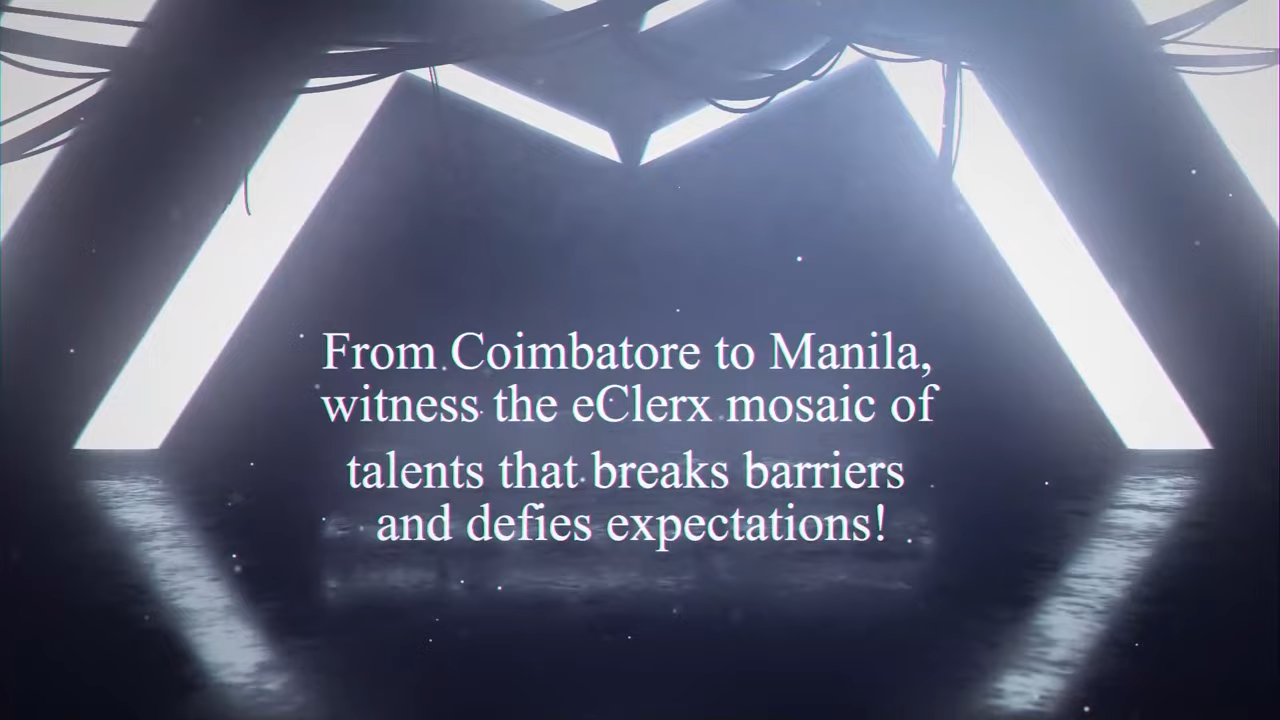 From Coimbatore to Manila,
witness the eClerx mosaic of
talents that breaks barriers
and defies expectations!